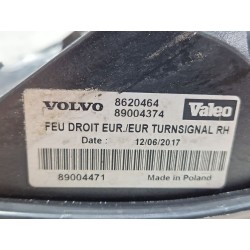 VOLVO 8620464 Valeo
89004374
FEU DROIT EUR./EUR TURNSIGNAL RH
Date : 12/06/2017
89004471 Made in Poland